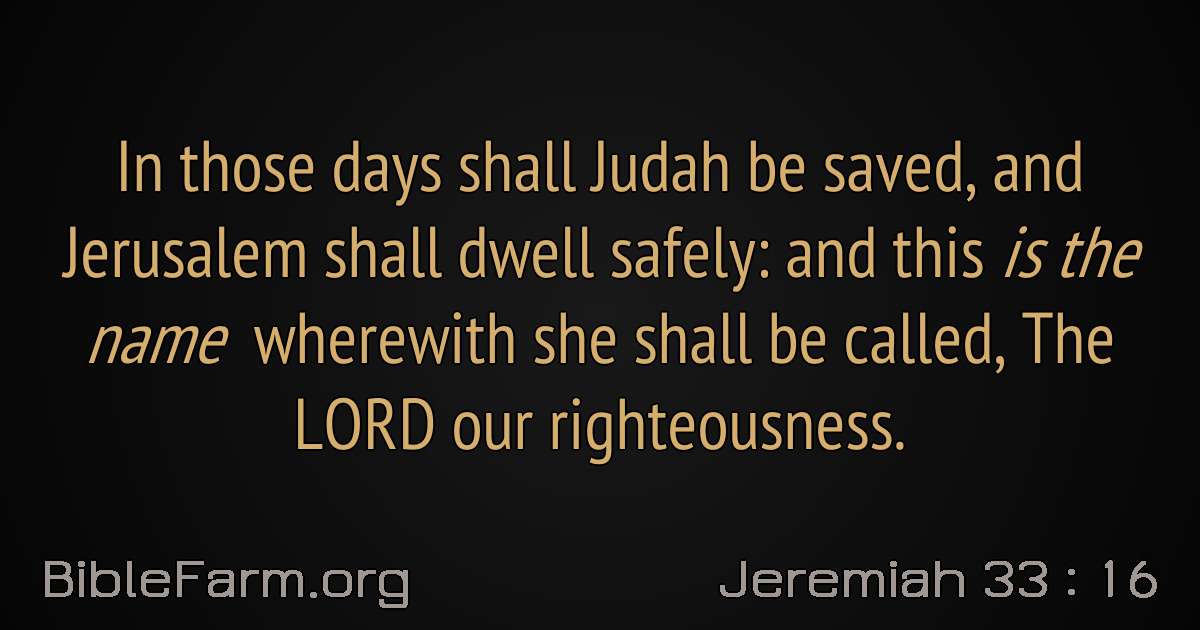 In those days shall Judah be saved, and
Jerusalem shall dwell safely: and this is the
name wherewith she shall be called, The
LORD our righteousness.
BibleFarm.org
Jeremiah 33 : 16